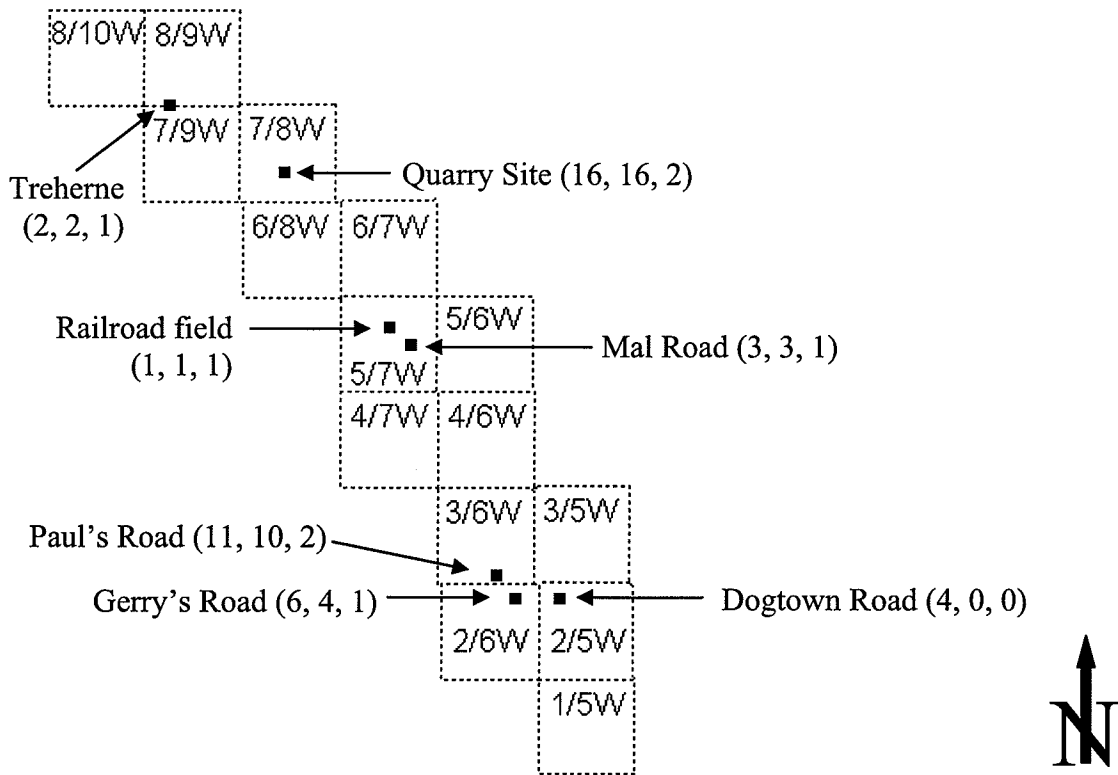 8/10W 8/9W
7/9W 7/8W
Quarry Site (16, 16, 2)
Treherne
(2, 2, 1)
6/8W 6/7W
Railroad field
(1, 1, 1)
5/6W
Mal Road (3, 3, 1)
5/7W
4/7W 4/6W
3/6W 3/5W
Paul's Road (11, 10, 2)
Gerry's Road (6, 4, 1)
Dogtown Road (4, 0, 0)
2/6W 2/5W
1/5W
N